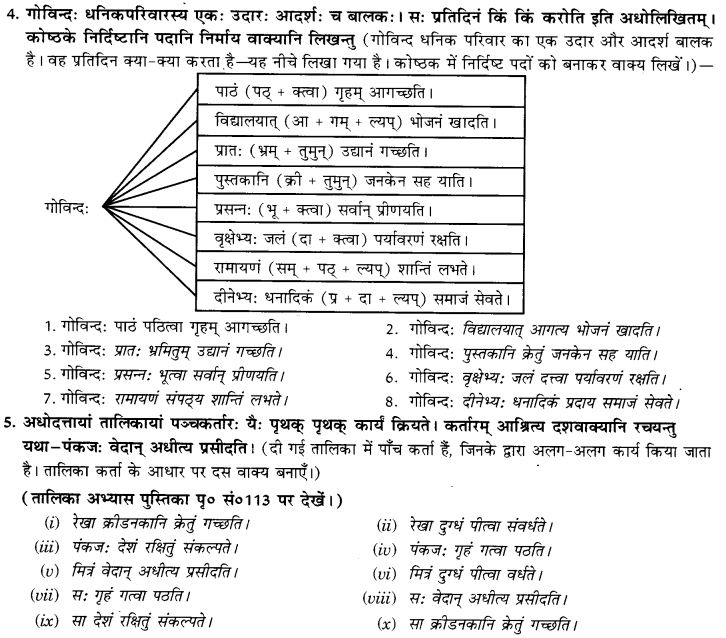 4. गोविन्दः धनिकपरिवारस्य एकः उदारः आदर्शः च बालकः। सः प्रतिदिनं किं किं करोति इति अधोलिखितम्।
कोष्ठके निर्दिष्टानि पदानि निर्माय वाक्यानि लिखन्तु (गोविन्द धनिक परिवार का एक उदार और आदर्श बालक
है। वह प्रतिदिन क्या-क्या करता है—यह नीचे लिखा गया है। कोष्ठक में निर्दिष्ट पदों को बनाकर वाक्य लिखें।)—
पाठं (पठ् + क्त्वा) गृहम् आगच्छति।
विद्यालयात् (आ + गम् + ल्यप्) भोजनं खादति।
प्रातः (भ्रम् + तुमुन्) उद्यानं गच्छति।
पुस्तकानि (क्री + तुमुन्) जनकेन सह याति।
गोविन्दः
प्रसन्नः (भू + क्त्वा) सर्वान् प्रीणयति।
वृक्षेभ्यः जलं (दा + क्त्वा) पर्यावरणं रक्षति।
रामायणं (सम् + पठ् + ल्यप्) शान्तिं लभते।
दीनेभ्यः धनादिकं (प्र + दा + ल्यप्) समाजं सेवते।
1. गोविन्दः पाठं पठित्वा गृहम् आगच्छति। 2. गोविन्दः विद्यालयात् आगत्य भोजनं खादति।
3. गोविन्दः प्रातः भ्रमितुम् उद्यानं गच्छति। 4. गोविन्दः पुस्तकानि क्रेतुं जनकेन सह याति।
5. गोविन्दः प्रसन्नः भूत्वा सर्वान् प्रीणयति। 6. गोविन्दः वृक्षेभ्यः जलं दत्त्वा पर्यावरणं रक्षति।
7. गोविन्दः रामायणं संपठ्य शान्तिं लभते। 8. गोविन्दः दीनेभ्यः धनादिकं प्रदाय समाजं सेवते।
5. अधोदत्तायां तालिकायां पञ्चकर्तारः यैः पृथक् पृथक् कार्यं क्रियते। कर्तारम् आश्रित्य दशवाक्यानि रचयन्तु
यथा—पंकजः वेदान् अधीत्य प्रसीदति। (दी गई तालिका में पाँच कर्ता हैं, जिनके द्वारा अलग-अलग कार्य किया जाता
है। तालिका कर्ता के आधार पर दस वाक्य बनाएँ।)
(तालिका अभ्यास पुस्तिका पृ० सं०113 पर देखें।)
(i) रेखा क्रीडनकानि क्रेतुं गच्छति। (ii) रेखा दुग्धं पीत्वा संवर्धते।
(iii) पंकजः देशं रक्षितुं संकल्पते। (iv) पंकजः गृहं गत्वा पठति।
(v) मित्रं वेदान् अधीत्य प्रसीदति। (vi) मित्रं दुग्धं पीत्वा वर्धते।
(vii) सः गृहं गत्वा पठति। (viii) सः वेदान् अधीत्य प्रसीदति।
(ix) सा देशं रक्षितुं संकल्पते। (x) सा क्रीडनकानि क्रेतुं गच्छति।